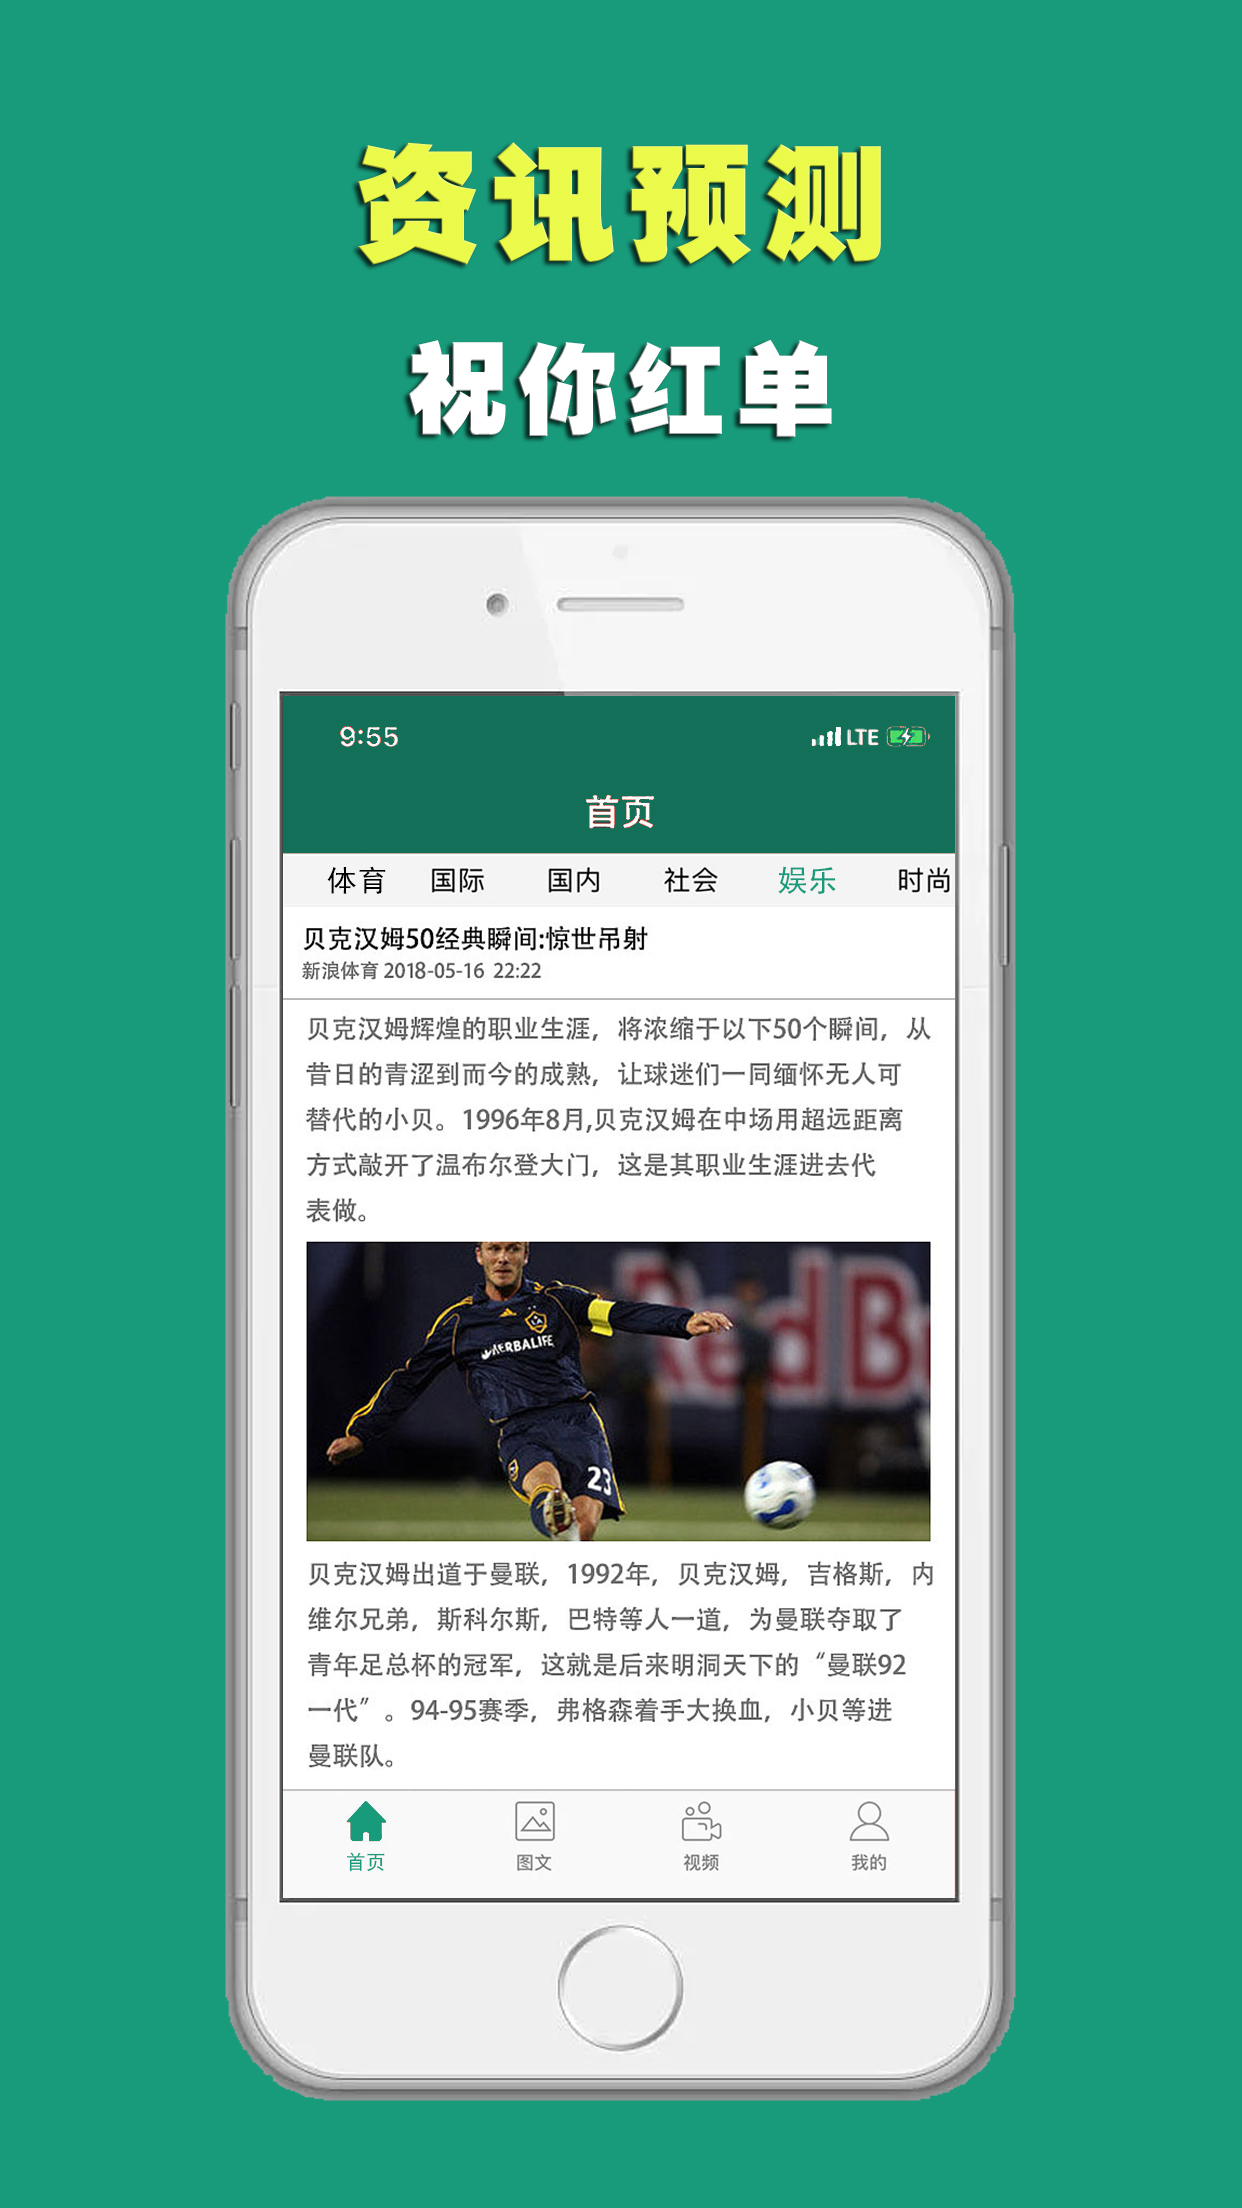 资讯预测
祝你红单
9:55 LTE
首页
体育 国际 国内 社会 娱乐 时尚
贝克汉姆50经典瞬间:惊世吊射
新浪体育 2018-05-16 22:22
贝克汉姆辉煌的职业生涯，将浓缩于以下50个瞬间，从
昔日的青涩到而今的成熟，让球迷们一同缅怀无人可
替代的小贝。1996年8月,贝克汉姆在中场用超远距离
方式敲开了温布尔登大门，这是其职业生涯进去代
表做。
Red B
LA
HERBALIFE
23
贝克汉姆出道于曼联，1992年，贝克汉姆，吉格斯，内
维尔兄弟，斯科尔斯，巴特等人一道，为曼联夺取了
青年足总杯的冠军，这就是后来明洞天下的“曼联92
一代”。94-95赛季，弗格森着手大换血，小贝等进
曼联队。
首页 图文 视频 我的